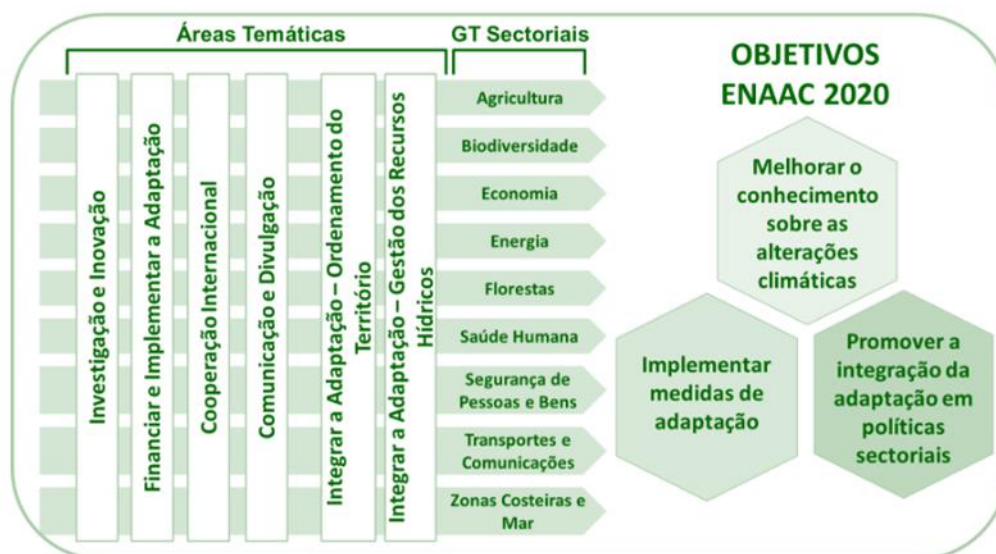 Áreas Temáticas
Investigação e Inovação
Financiar e Implementar a Adaptação
Cooperação Internacional
Comunicação e Divulgação
Integrar a Adaptação – Ordenamento do
Território
Integrar a Adaptação – Gestão dos Recursos
Hídricos
GT Sectoriais
Agricultura
Biodiversidade
Economia
Energia
Florestas
Saúde Humana
Segurança de
Pessoas e Bens
Transportes e
Comunicações
Zonas Costeiras e
Mar
OBJETIVOS
ENAAC 2020
Melhorar o
conhecimento
sobre as
alterações
climáticas
Implementar
medidas de
adaptação
Promover a
integração da
adaptação em
políticas
sectoriais